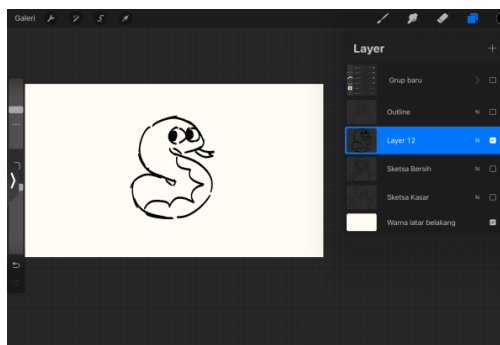 Galeri
Layer
Grup baru
Outline N
Layer 12 N
Sketsa Bersih N
Sketsa Kasar N
Warna latar belakang